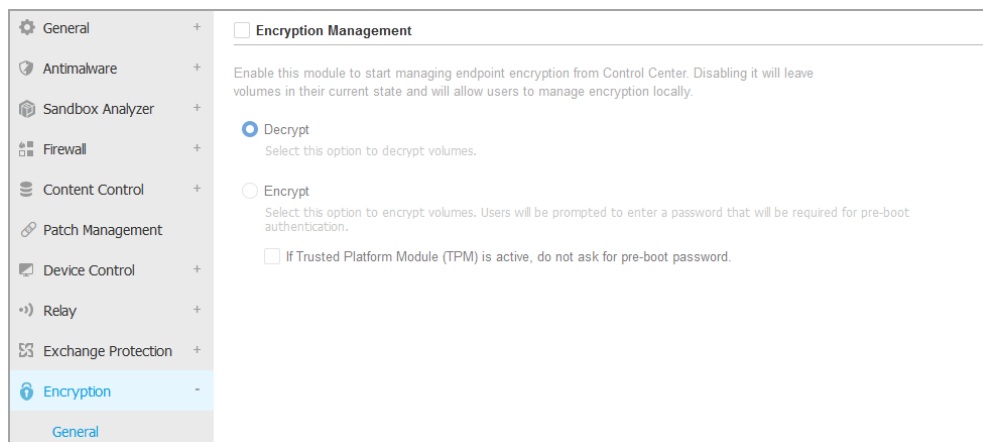 General +
Antimalware +
Sandbox Analyzer +
Firewall +
Content Control +
Patch Management
Device Control +
Relay +
Exchange Protection +
Encryption -
General
Encryption Management
Enable this module to start managing endpoint encryption from Control Center. Disabling it will leave
volumes in their current state and will allow users to manage encryption locally.
Decrypt
Select this option to decrypt volumes.
Encrypt
Select this option to encrypt volumes. Users will be prompted to enter a password that will be required for pre-boot
authentication.
If Trusted Platform Module (TPM) is active, do not ask for pre-boot password.